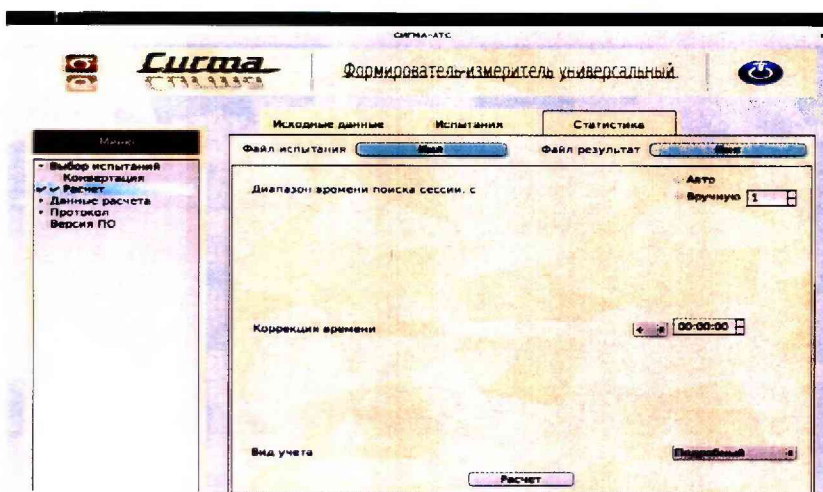 СИГМА-АТС
Сигма
Формирователь-измеритель универсальный
Исходные данные Испытания Статистика
Меню
Файл испытания Имя Файл результат Имя
Выбор испытаний
Конвертация
Расчет
Данные расчета
Протокол
Версия ПО
Диапазон времени поиска сессии, с
Авто
Вручную 1
Коррекция времени + 00:00:00
Вид учета Подробный
Расчет